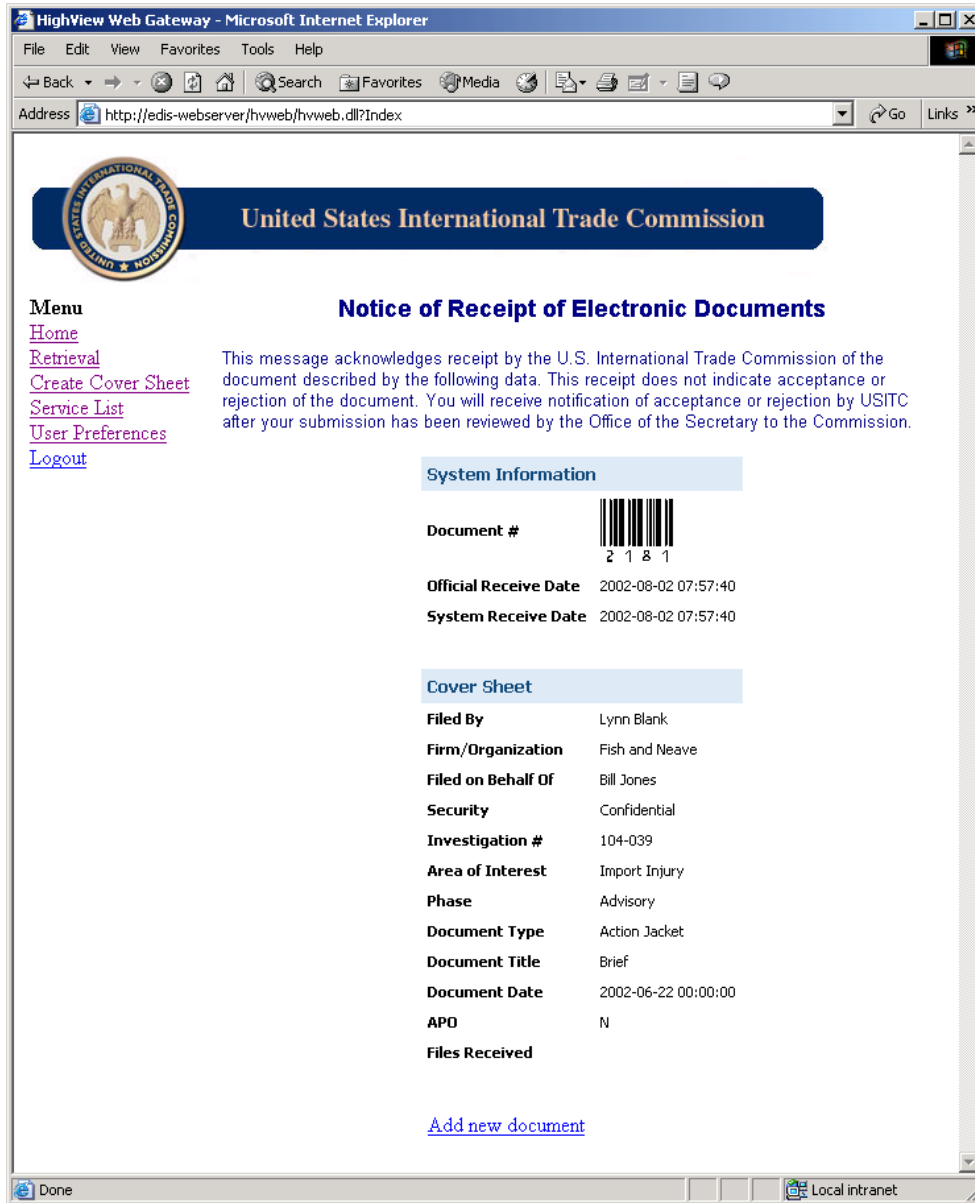 HighView Web Gateway - Microsoft Internet Explorer
File Edit View Favorites Tools Help
Back Search Favorites Media
Address http://edis-webserver/hvweb/hvweb.dll?Index Go Links »
UNITED STATES INTERNATIONAL TRADE COMMISSION
United States International Trade Commission
Menu
Home
Retrieval
Create Cover Sheet
Service List
User Preferences
Logout
Notice of Receipt of Electronic Documents
This message acknowledges receipt by the U.S. International Trade Commission of the
document described by the following data. This receipt does not indicate acceptance or
rejection of the document. You will receive notification of acceptance or rejection by USITC
after your submission has been reviewed by the Office of the Secretary to the Commission.
System Information
Document # 2181
Official Receive Date 2002-08-02 07:57:40
System Receive Date 2002-08-02 07:57:40
Cover Sheet
Filed By Lynn Blank
Firm/Organization Fish and Neave
Filed on Behalf Of Bill Jones
Security Confidential
Investigation # 104-039
Area of Interest Import Injury
Phase Advisory
Document Type Action Jacket
Document Title Brief
Document Date 2002-06-22 00:00:00
APO N
Files Received
Add new document
Done Local intranet